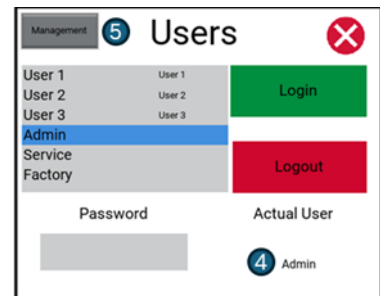 Management 5 Users
User 1 User 1
User 2 User 2
User 3 User 3
Admin
Service
Factory
Login
Logout
Password Actual User
4 Admin